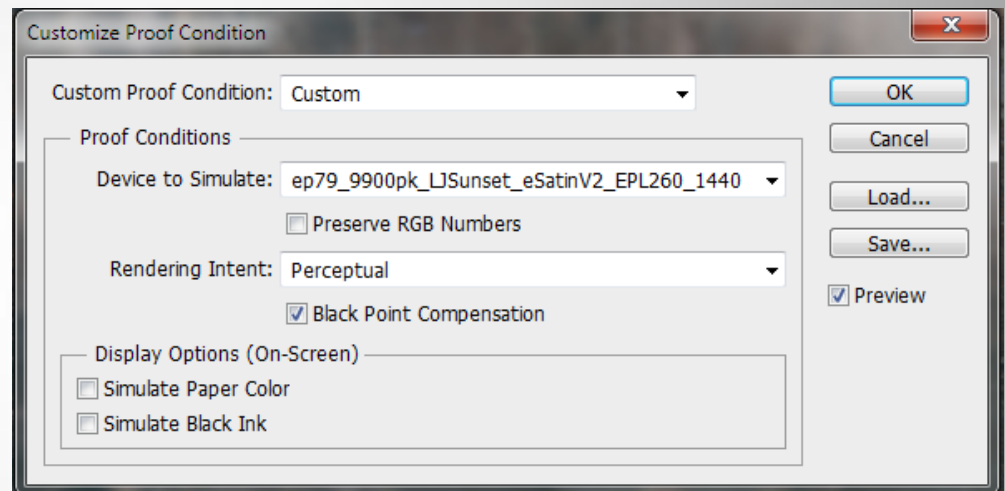 Customize Proof Condition
Custom Proof Condition: Custom
OK
Proof Conditions
Cancel
Device to Simulate: ep79_9900pk_LJSunset_eSatinV2_EPL260_1440
Load...
Preserve RGB Numbers
Save...
Rendering Intent: Perceptual
Preview
Black Point Compensation
Display Options (On-Screen)
Simulate Paper Color
Simulate Black Ink